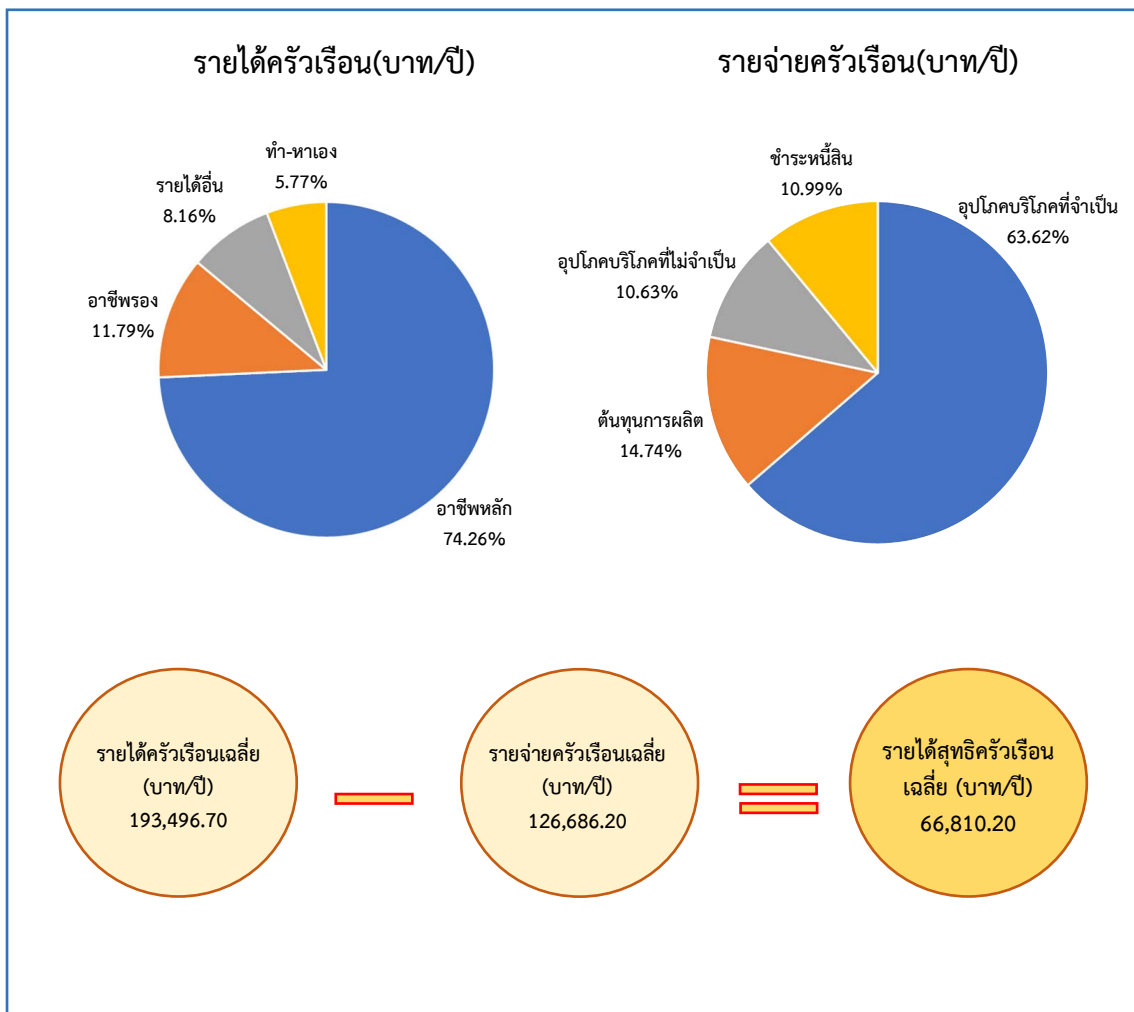 รายได้ครัวเรือน(บาท/ปี)
ทำ-หาเอง
5.77%
รายได้อื่น
8.16%
อาชีพรอง
11.79%
อาชีพหลัก
74.26%
รายจ่ายครัวเรือน(บาท/ปี)
ชำระหนี้สิน
10.99%
อุปโภคบริโภคที่จำเป็น
63.62%
อุปโภคบริโภคที่ไม่จำเป็น
10.63%
ต้นทุนการผลิต
14.74%
รายได้ครัวเรือนเฉลี่ย
(บาท/ปี)
193,496.70
รายจ่ายครัวเรือนเฉลี่ย
(บาท/ปี)
126,686.20
รายได้สุทธิครัวเรือน
เฉลี่ย (บาท/ปี)
66,810.20